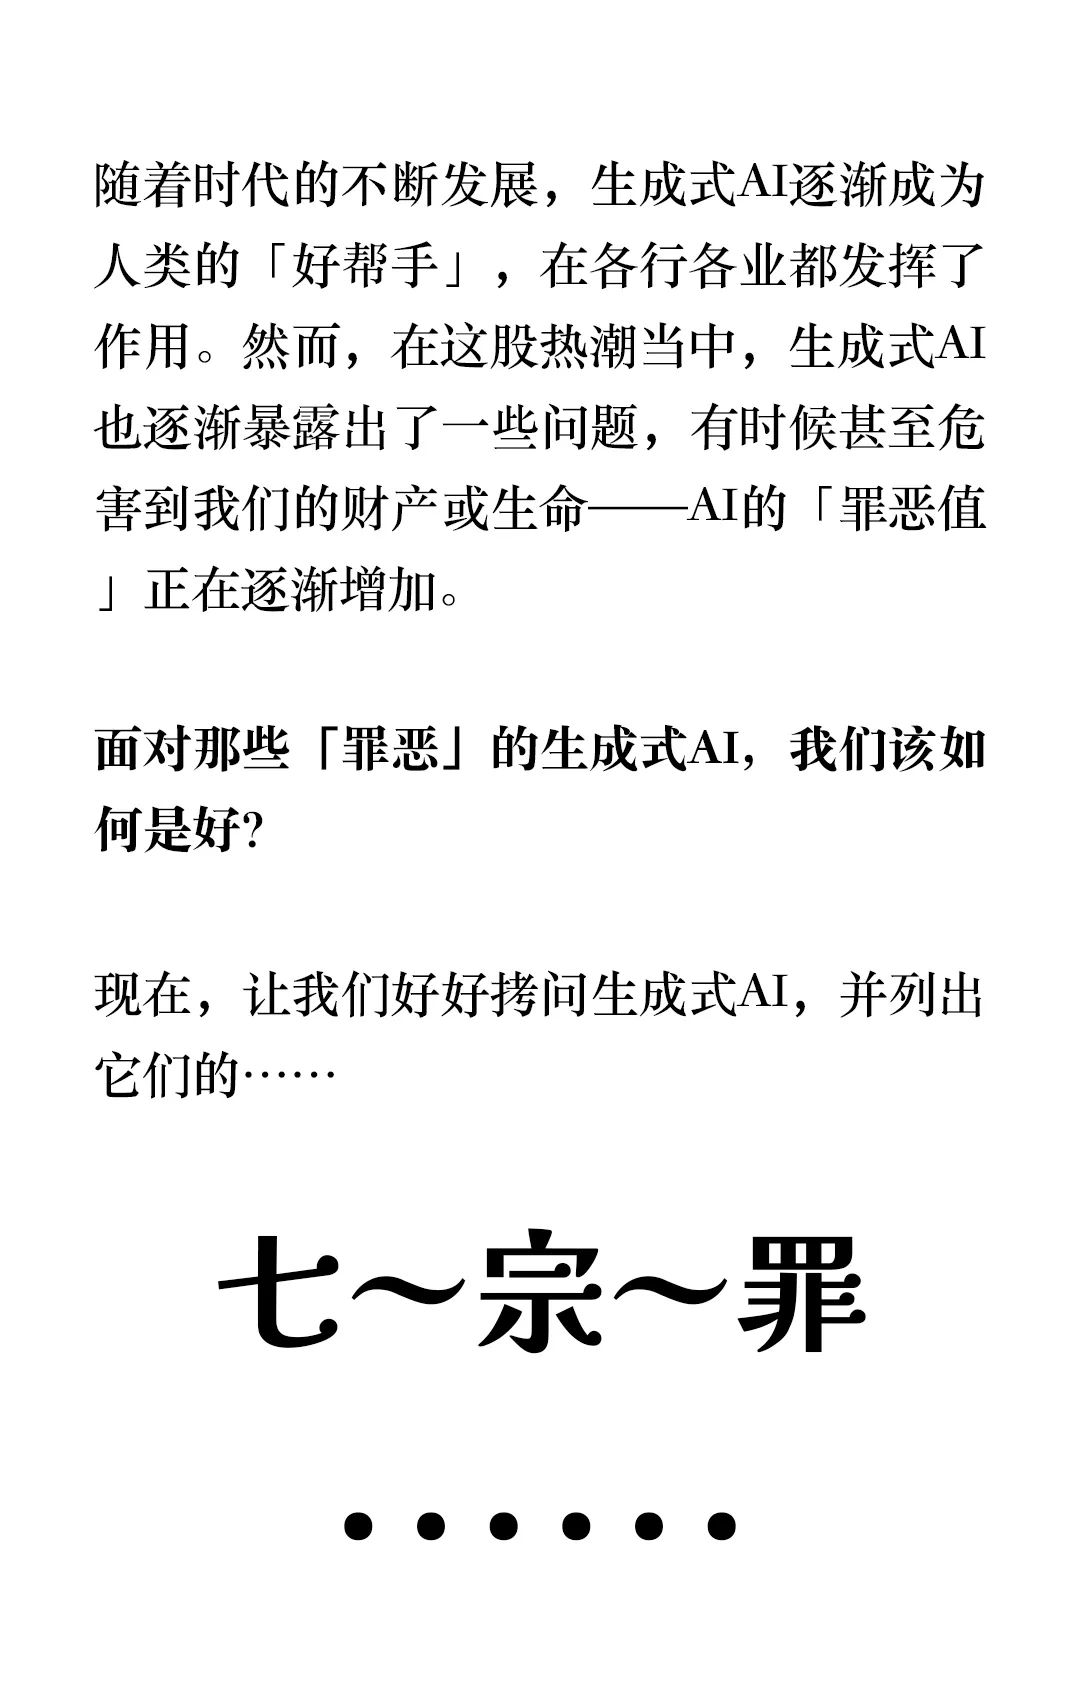 随着时代的不断发展，生成式AI逐渐成为
人类的「好帮手」，在各行各业都发挥了
作用。然而，在这股热潮当中，生成式AI
也逐渐暴露出了一些问题，有时候甚至危
害到我们的财产或生命——AI的「罪恶值
」正在逐渐增加。
面对那些「罪恶」的生成式AI，我们该如
何是好？
现在，让我们好好拷问生成式AI，并列出
它们的……
七～宗～罪
······